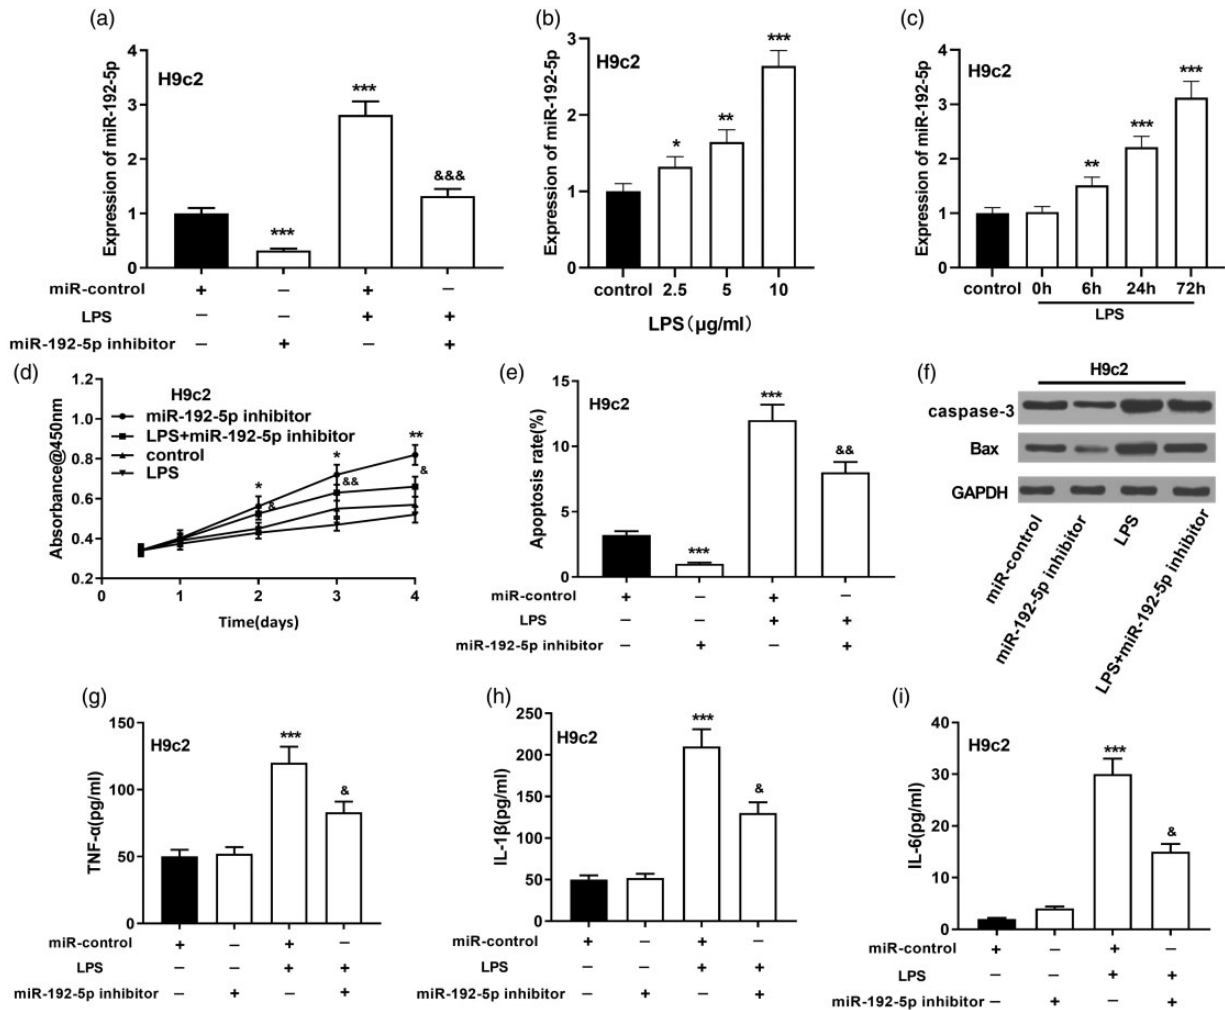 (a)
H9c2
Expression of miR-192-5p
4
3
2
1
0
***
***
&&&
miR-control + − + −
LPS − − + +
miR-192-5p inhibitor − + − +
(b)
H9c2
Expression of miR-192-5p
3
2
1
0
*
**
***
control 2.5 5 10
LPS(μg/ml)
(c)
H9c2
Expression of miR-192-5p
4
3
2
1
0
**
***
***
control 0h 6h 24h 72h
LPS
(d)
H9c2
miR-192-5p inhibitor
LPS+miR-192-5p inhibitor
control
LPS
Absorbance@450nm
1.2
1.0
0.8
0.6
0.4
0.2
* * **
& && &
0 1 2 3 4
Time(days)
(e)
H9c2
Apoptosis rate(%)
15
10
5
0
***
***
&&
miR-control + − + −
LPS − − + +
miR-192-5p inhibitor − + − +
(f)
H9c2
caspase-3
Bax
GAPDH
miR-control
miR-192-5p inhibitor
LPS
LPS+miR-192-5p inhibitor
(g)
H9c2
TNF-α(pg/ml)
150
100
50
0
***
&
miR-control + − + −
LPS − − + +
miR-192-5p inhibitor − + − +
(h)
H9c2
IL-1β(pg/ml)
250
200
150
100
50
0
***
&
miR-control + − + −
LPS − − + +
miR-192-5p inhibitor − + − +
(i)
H9c2
IL-6(pg/ml)
40
30
20
10
0
***
&
miR-control + − + −
LPS − − + +
miR-192-5p inhibitor − + − +